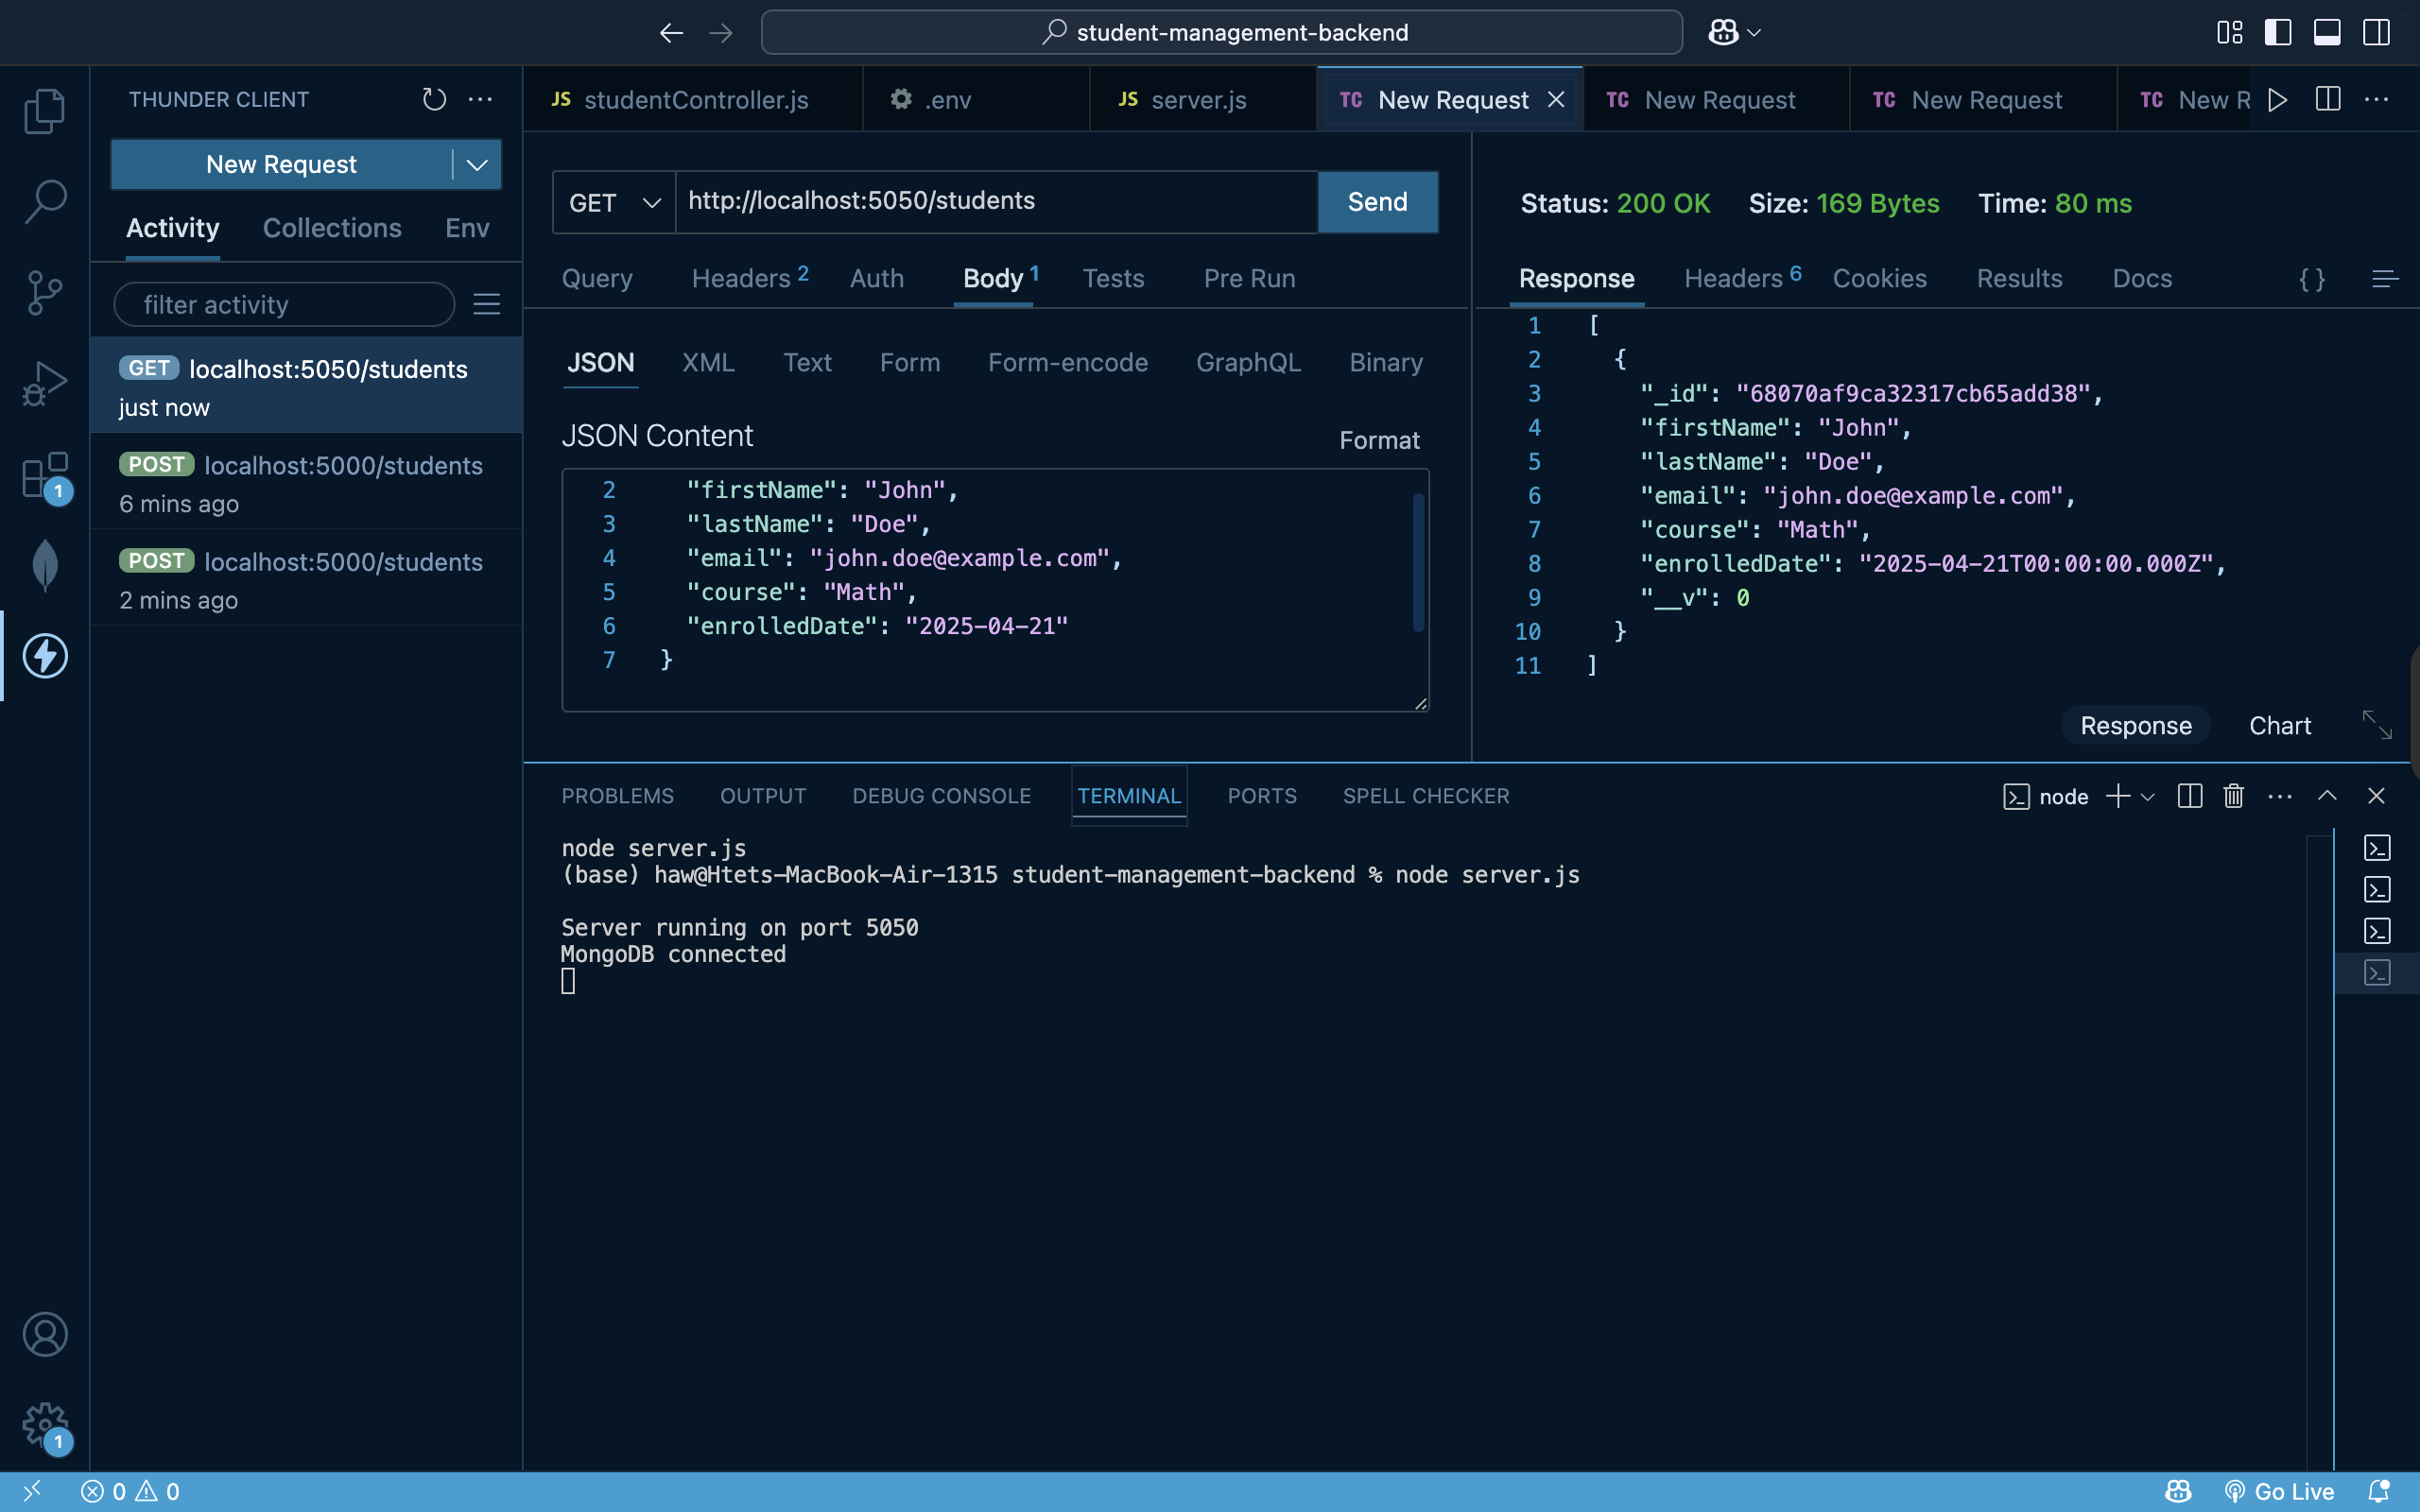 student-management-backend
THUNDER CLIENT
New Request
Activity Collections Env
filter activity
GET localhost:5050/students
just now
POST localhost:5000/students
6 mins ago
POST localhost:5000/students
2 mins ago
1
1
JS studentController.js .env JS server.js TC New Request TC New Request TC New Request TC New R
GET http://localhost:5050/students Send
Query Headers 2 Auth Body 1 Tests Pre Run
JSON XML Text Form Form-encode GraphQL Binary
JSON Content Format
2 "firstName": "John",
3 "lastName": "Doe",
4 "email": "john.doe@example.com",
5 "course": "Math",
6 "enrolledDate": "2025-04-21"
7 }
Status: 200 OK Size: 169 Bytes Time: 80 ms
Response Headers 6 Cookies Results Docs {}
1 [
2 {
3 "_id": "68070af9ca32317cb65add38",
4 "firstName": "John",
5 "lastName": "Doe",
6 "email": "john.doe@example.com",
7 "course": "Math",
8 "enrolledDate": "2025-04-21T00:00:00.000Z",
9 "__v": 0
10 }
11 ]
Response Chart
PROBLEMS OUTPUT DEBUG CONSOLE TERMINAL PORTS SPELL CHECKER
node
node server.js
(base) haw@Htets-MacBook-Air-1315 student-management-backend % node server.js
Server running on port 5050
MongoDB connected
0 0
Go Live